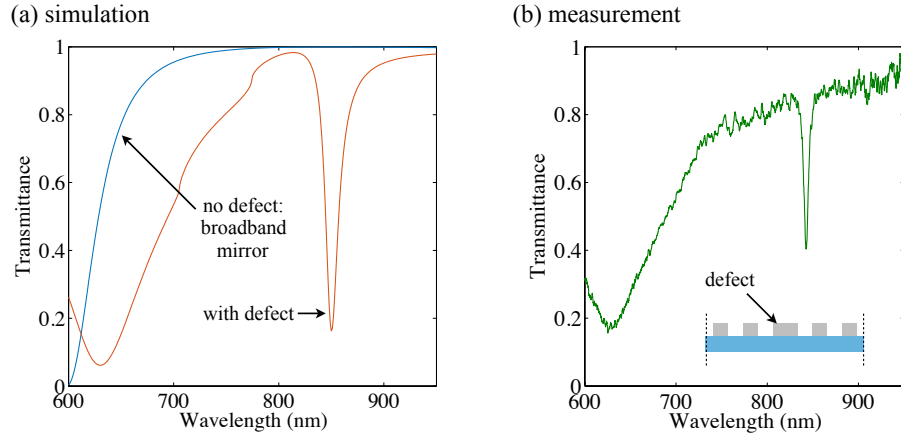 (a) simulation
1
0.8
0.6
0.4
0.2
0
600
700
800
900
Transmittance
Wavelength (nm)
no defect:
broadband
mirror
with defect
(b) measurement
1
0.8
0.6
0.4
0.2
0
600
700
800
900
Transmittance
Wavelength (nm)
defect